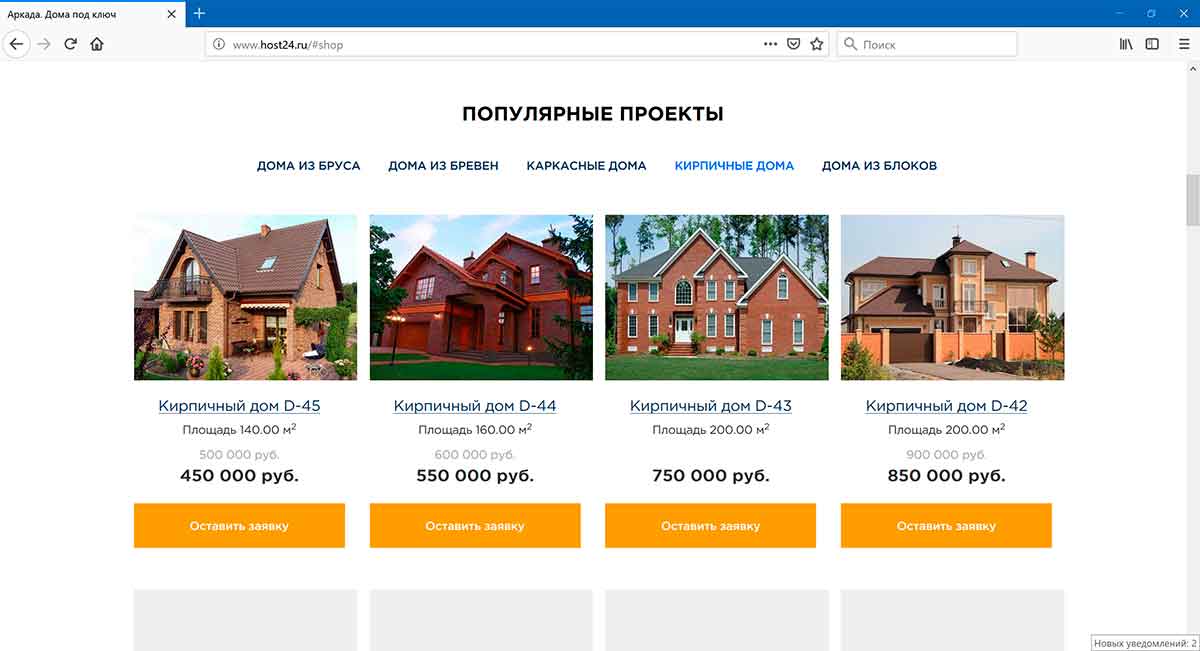 Аркада. Дома под ключ
www.host24.ru/#shop
Поиск
ПОПУЛЯРНЫЕ ПРОЕКТЫ
ДОМА ИЗ БРУСА ДОМА ИЗ БРЕВЕН КАРКАСНЫЕ ДОМА КИРПИЧНЫЕ ДОМА ДОМА ИЗ БЛОКОВ
Кирпичный дом D-45
Площадь 140.00 м²
500 000 руб.
450 000 руб.
Оставить заявку
Кирпичный дом D-44
Площадь 160.00 м²
600 000 руб.
550 000 руб.
Оставить заявку
Кирпичный дом D-43
Площадь 200.00 м²
750 000 руб.
Оставить заявку
Кирпичный дом D-42
Площадь 200.00 м²
900 000 руб.
850 000 руб.
Оставить заявку
Новых уведомлений: 2